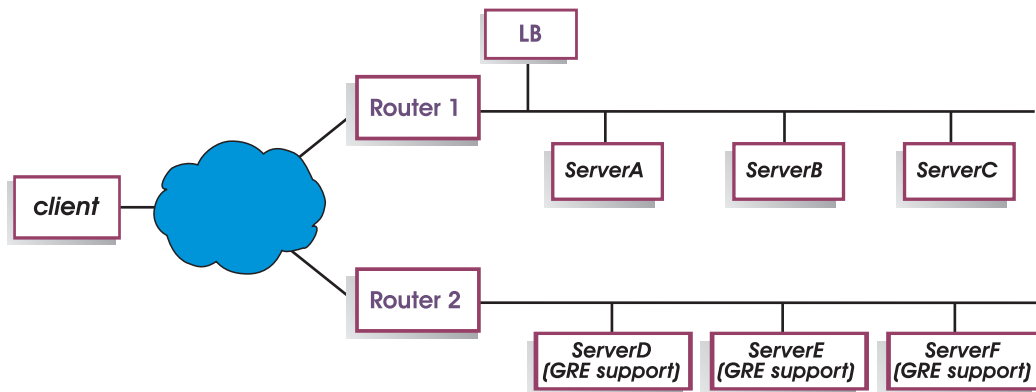 LB
Router 1
ServerA
ServerB
ServerC
client
Router 2
ServerD
(GRE support)
ServerE
(GRE support)
ServerF
(GRE support)